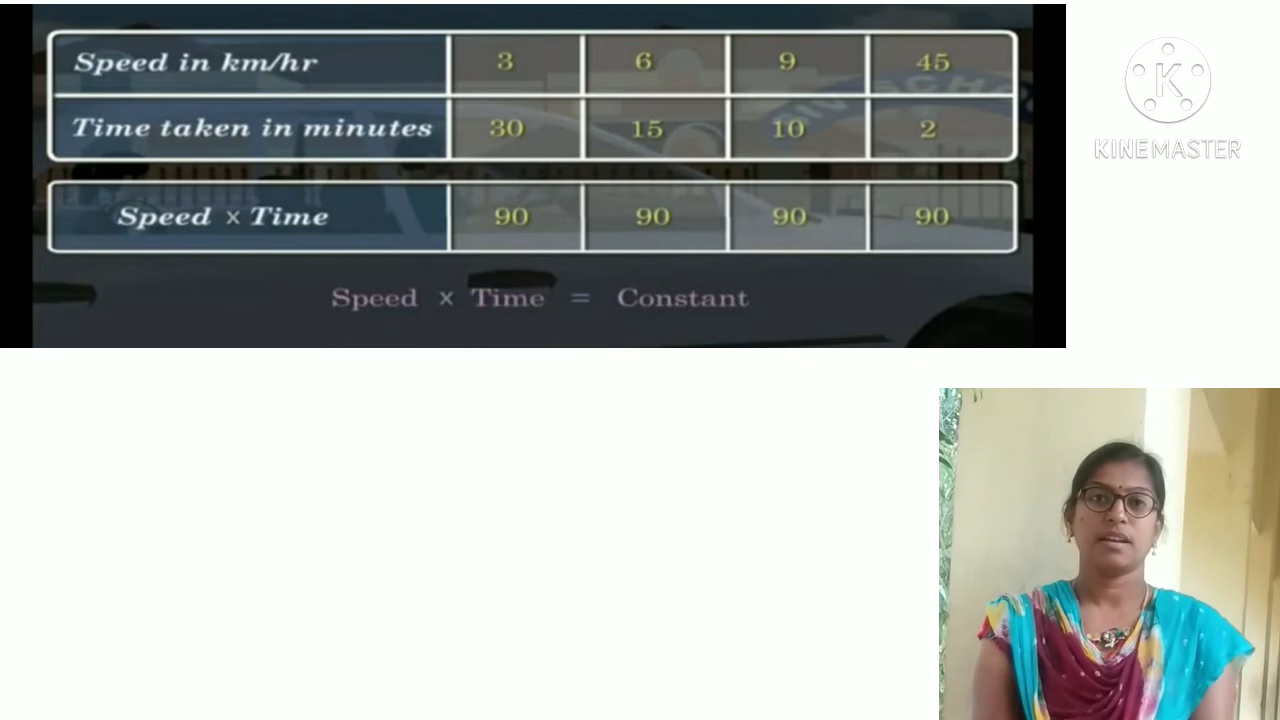 Speed in km/hr 3 6 9 45
Time taken in minutes 30 15 10 2
Speed x Time 90 90 90 90
Speed x Time = Constant
K
KINEMASTER